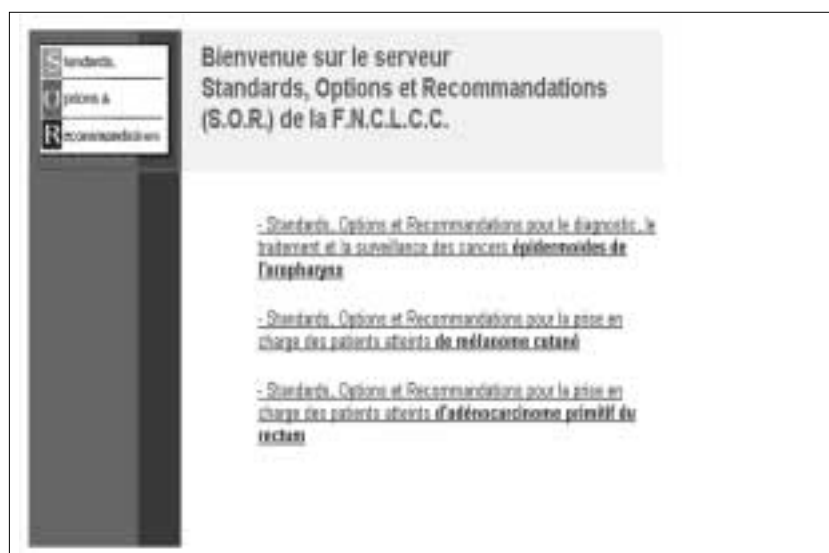 Standards,
Options &
Recommandations
Bienvenue sur le serveur
Standards, Options et Recommandations
(S.O.R.) de la F.N.C.L.C.C.
- Standards, Options et Recommandations pour le diagnostic, le
traitement et la surveillance des cancers épidermoïdes de
l'oropharynx
- Standards, Options et Recommandations pour la prise en
charge des patients atteints de mélanome cutané
- Standards, Options et Recommandations pour la prise en
charge des patients atteints d'adénocarcinome primitif du
rectum